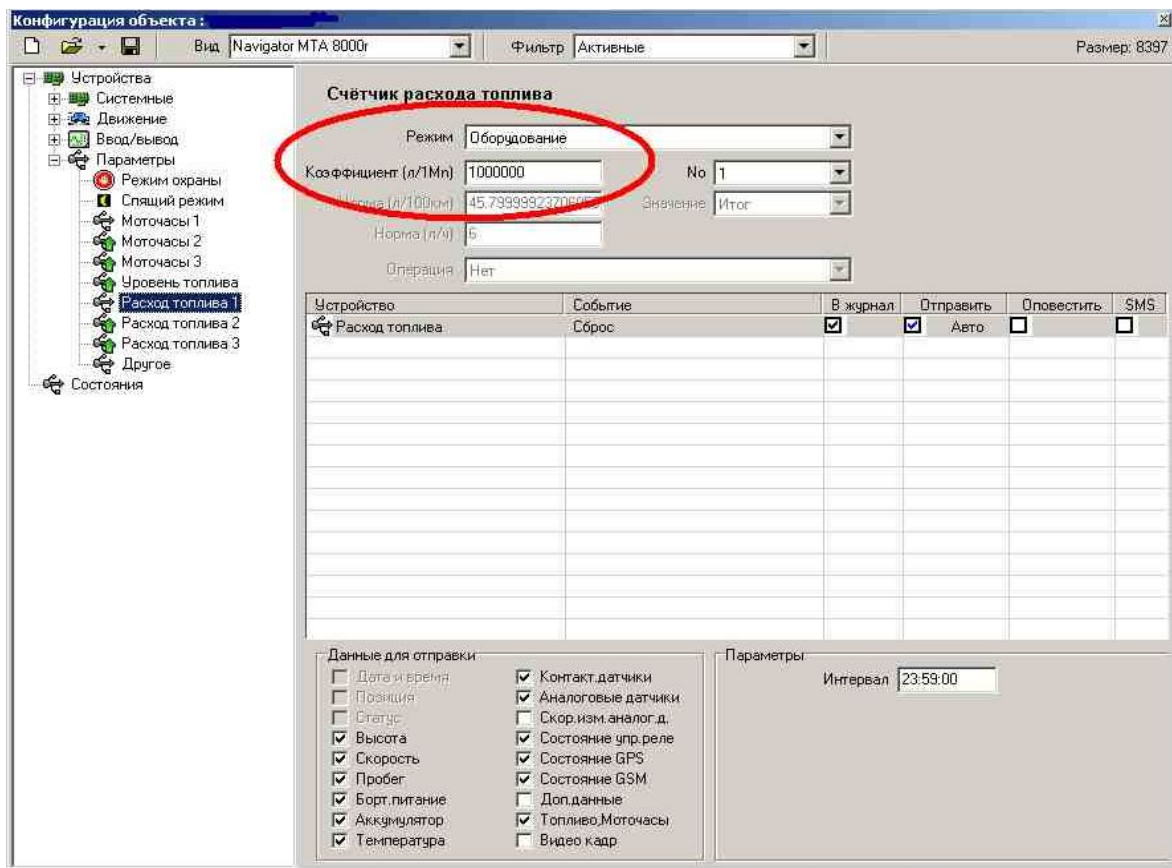 Конфигурация объекта :
Вид Navigator MTA 8000r Фильтр Активные Размер: 8397
Устройства
Системные
Движение
Ввод/вывод
Параметры
Режим охраны
Спящий режим
Моточасы 1
Моточасы 2
Моточасы 3
Уровень топлива
Расход топлива 1
Расход топлива 2
Расход топлива 3
Другое
Состояния
Счётчик расхода топлива
Режим Оборудование
Коэффициент (л/1Mn) 1000000 No 1
Норма (л/100км) Значение Итог
Норма (л/ч) 6
Операция Нет
Устройство Событие В журнал Отправить Оповестить SMS
Расход топлива Сброс Авто
Данные для отправки
Дата и время
Позиция
Статус
Высота
Скорость
Пробег
Борт.питание
Аккумулятор
Температура
Контакт.датчики
Аналоговые датчики
Скор.изм.аналог.д.
Состояние упр.реле
Состояние GPS
Состояние GSM
Доп.данные
Топливо,Моточасы
Видео кадр
Параметры
Интервал 23:59:00